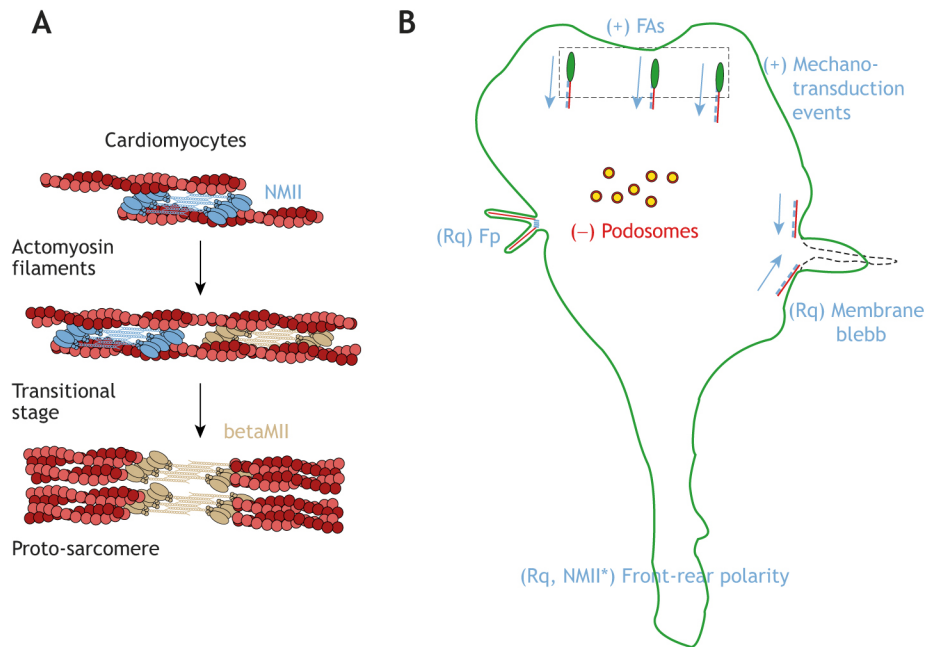 A
Cardiomyocytes
NMII
Actomyosin
filaments
Transitional
stage
betaMII
Proto-sarcomere
B
(+) FAs
(+) Mechano-
transduction
events
(Rq) Fp
(−) Podosomes
(Rq) Membrane
blebb
(Rq, NMII*) Front-rear polarity